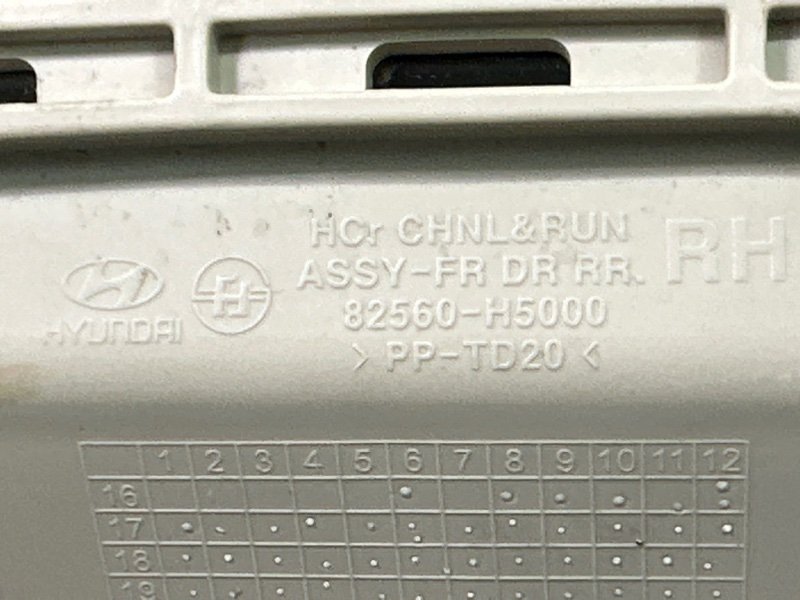 HCr CHNL&RUN
ASSY-FR DR RR. RH
82560-H5000
> PP-TD20 <
HYUNDAI
1 2 3 4 5 6 7 8 9 10 11 12
16
17
18
19